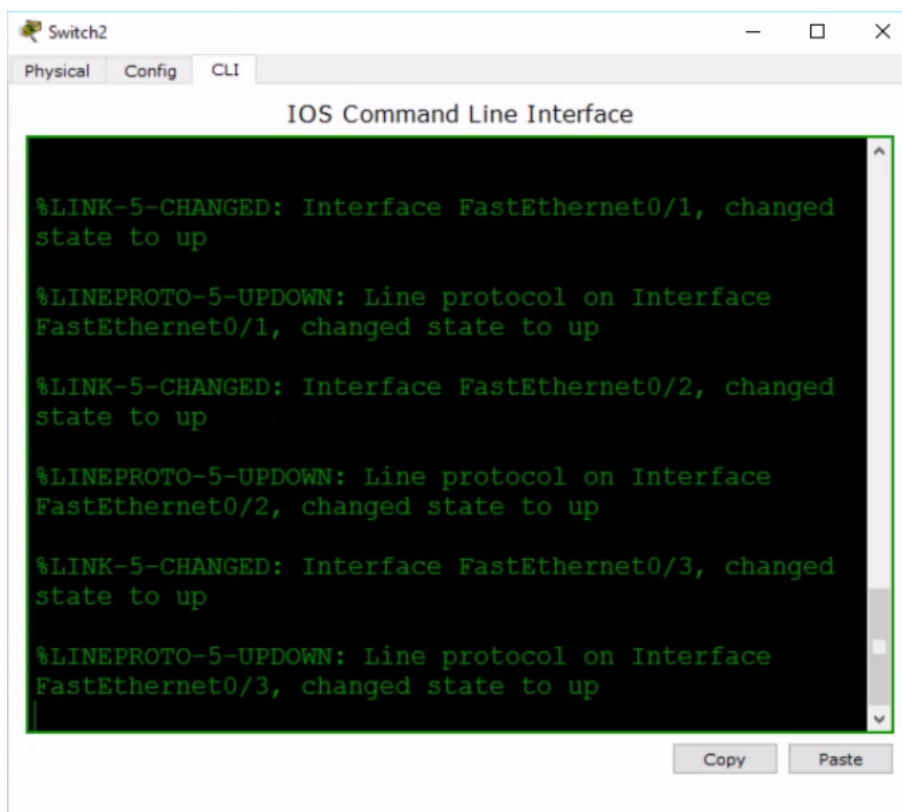 Switch2
Physical Config CLI
IOS Command Line Interface
%LINK-5-CHANGED: Interface FastEthernet0/1, changed
state to up
%LINEPROTO-5-UPDOWN: Line protocol on Interface
FastEthernet0/1, changed state to up
%LINK-5-CHANGED: Interface FastEthernet0/2, changed
state to up
%LINEPROTO-5-UPDOWN: Line protocol on Interface
FastEthernet0/2, changed state to up
%LINK-5-CHANGED: Interface FastEthernet0/3, changed
state to up
%LINEPROTO-5-UPDOWN: Line protocol on Interface
FastEthernet0/3, changed state to up
Copy Paste